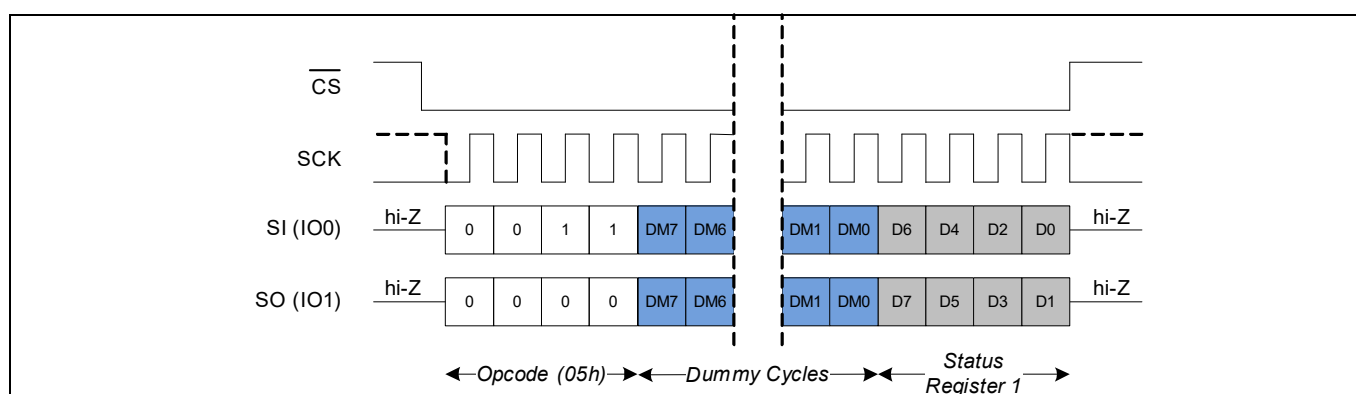 CS
SCK
SI (IO0) hi-Z 0 0 1 1 DM7 DM6 DM1 DM0 D6 D4 D2 D0 hi-Z
SO (IO1) hi-Z 0 0 0 0 DM7 DM6 DM1 DM0 D7 D5 D3 D1 hi-Z
Opcode (05h) Dummy Cycles Status
Register 1